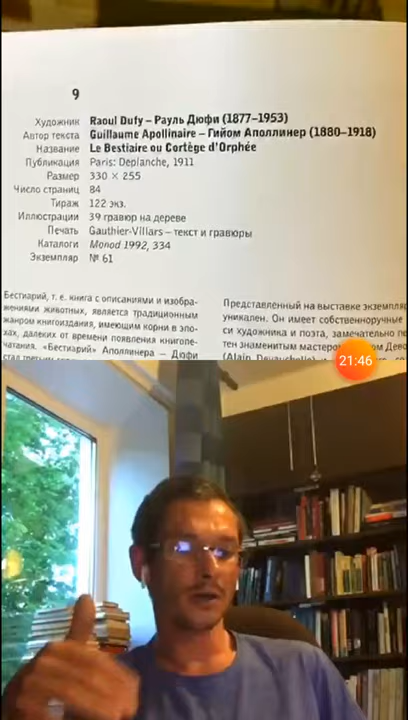 9
Художник Raoul Dufy – Рауль Дюфи (1877–1953)
Автор текста Guillaume Apollinaire – Гийом Аполлинер (1880–1918)
Название Le Bestiaire ou Cortège d'Orphée
Публикация Paris: Deplanche, 1911
Размер 330 × 255
Число страниц 84
Тираж 122 экз.
Иллюстрации 39 гравюр на дереве
Печать Gauthier-Villars – текст и гравюры
Каталоги Monod 1992, 334
Экземпляр № 61
Бестиарий, т. е. книга с описаниями и изобра-
жениями животных, является традиционным
жанром книгоиздания, имеющим корни в эпо-
хах, далеких от времени появления книгопе-
чатания. «Бестиарий» Аполлинера – Дюфи
стал третьим
Представленный на выставке экземпляр
уникален. Он имеет собственноручные
си художника и поэта, замечательно
тен знаменитым
(Alain Devauchelle)
21:46